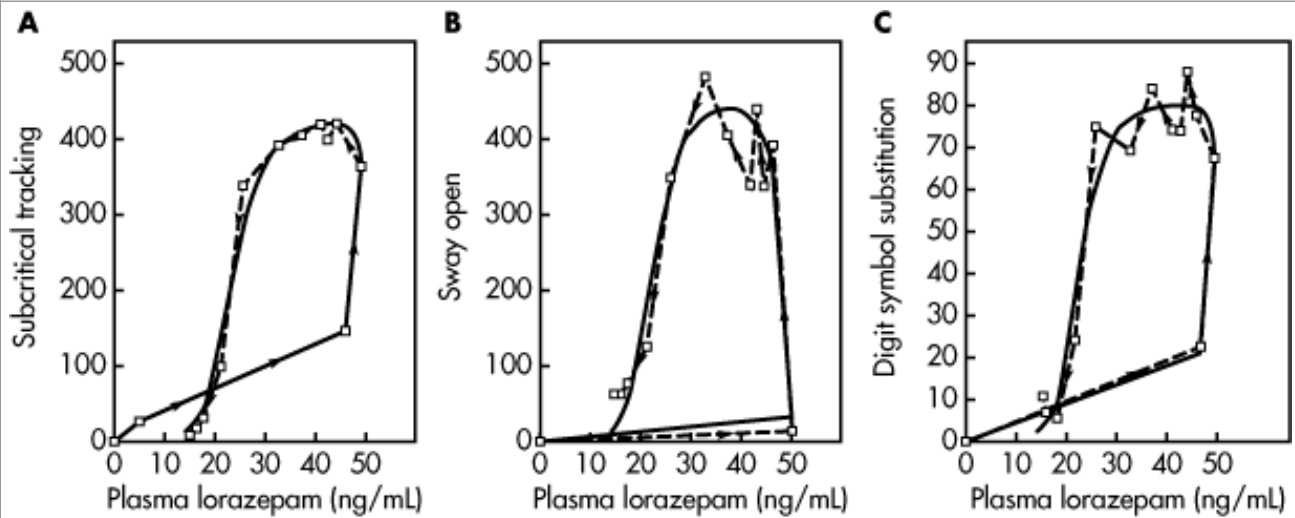 A
Subcritical tracking
500
400
300
200
100
0
0 10 20 30 40 50
Plasma lorazepam (ng/mL)
B
Sway open
500
400
300
200
100
0
0 10 20 30 40 50
Plasma lorazepam (ng/mL)
C
Digit symbol substitution
90
80
70
60
50
40
30
20
10
0
0 10 20 30 40 50
Plasma lorazepam (ng/mL)